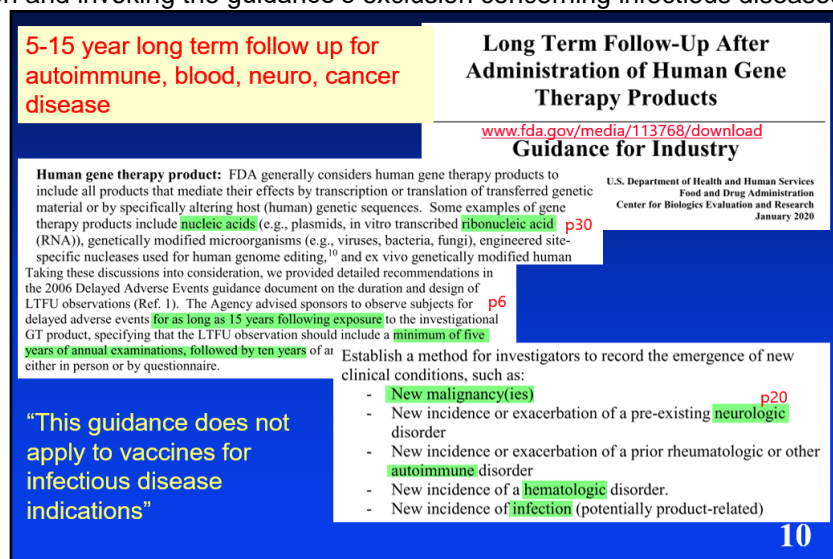 n and invoking the guidance's exclusion concerning infectious disease
5-15 year long term follow up for
autoimmune, blood, neuro, cancer
disease
Long Term Follow-Up After
Administration of Human Gene
Therapy Products
www.fda.gov/media/113768/download
Guidance for Industry
U.S. Department of Health and Human Services
Food and Drug Administration
Center for Biologics Evaluation and Research
January 2020
Human gene therapy product: FDA generally considers human gene therapy products to
include all products that mediate their effects by transcription or translation of transferred genetic
material or by specifically altering host (human) genetic sequences. Some examples of gene
therapy products include nucleic acids (e.g., plasmids, in vitro transcribed ribonucleic acid p30
(RNA)), genetically modified microorganisms (e.g., viruses, bacteria, fungi), engineered site-
specific nucleases used for human genome editing,10 and ex vivo genetically modified human
Taking these discussions into consideration, we provided detailed recommendations in
the 2006 Delayed Adverse Events guidance document on the duration and design of
LTFU observations (Ref. 1). The Agency advised sponsors to observe subjects for p6
delayed adverse events for as long as 15 years following exposure to the investigational
GT product, specifying that the LTFU observation should include a minimum of five
years of annual examinations, followed by ten years of
either in person or by questionnaire.
Establish a method for investigators to record the emergence of new
clinical conditions, such as:
- New malignancy(ies) p20
- New incidence or exacerbation of a pre-existing neurologic
disorder
- New incidence or exacerbation of a prior rheumatologic or other
autoimmune disorder
- New incidence of a hematologic disorder.
- New incidence of infection (potentially product-related)
"This guidance does not
apply to vaccines for
infectious disease
indications"
10